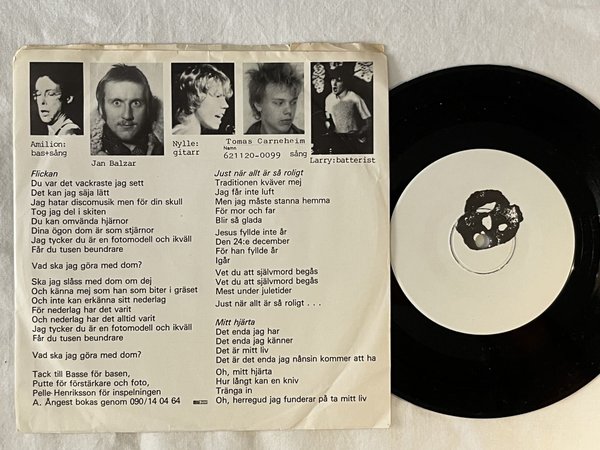 Amilion:
bas+sång
Jan Balzar
Nylle:
gitarr
Tomas Carneheim
Namn
621120-0099 sång
Larry:batterist
Flickan
Du var det vackraste jag sett
Det kan jag säja lätt
Jag hatar discomusik men för din skull
Tog jag del i skiten
Du kan omvända hjärnor
Dina ögon dom är som stjärnor
Jag tycker du är en fotomodell och ikväll
Får du tusen beundrare
Vad ska jag göra med dom?
Ska jag slåss med dom om dej
Och känna mej som han som biter i gräset
Och inte kan erkänna sitt nederlag
För nederlag har det varit
Och nederlag har det alltid varit
Jag tycker du är en fotomodell och ikväll
Får du tusen beundrare
Vad ska jag göra med dom?
Tack till Basse för basen,
Putte för förstärkare och foto,
Pelle Henriksson för inspelningen
A. Ångest bokas genom 090/14 04 64
Just när allt är så roligt
Traditionen kväver mej
Jag får inte luft
Men jag måste stanna hemma
För mor och far
Blir så glada
Jesus fyllde inte år
Den 24:e december
För han fyllde år
Igår
Vet du att självmord begås
Vet du att självmord begås
Mest under juletider
Just när allt är så roligt . . .
Mitt hjärta
Det enda jag har
Det enda jag känner
Det är mitt liv
Det är det enda jag nånsin kommer att ha
Oh, mitt hjärta
Hur långt kan en kniv
Tränga in
Oh, herregud jag funderar på ta mitt liv